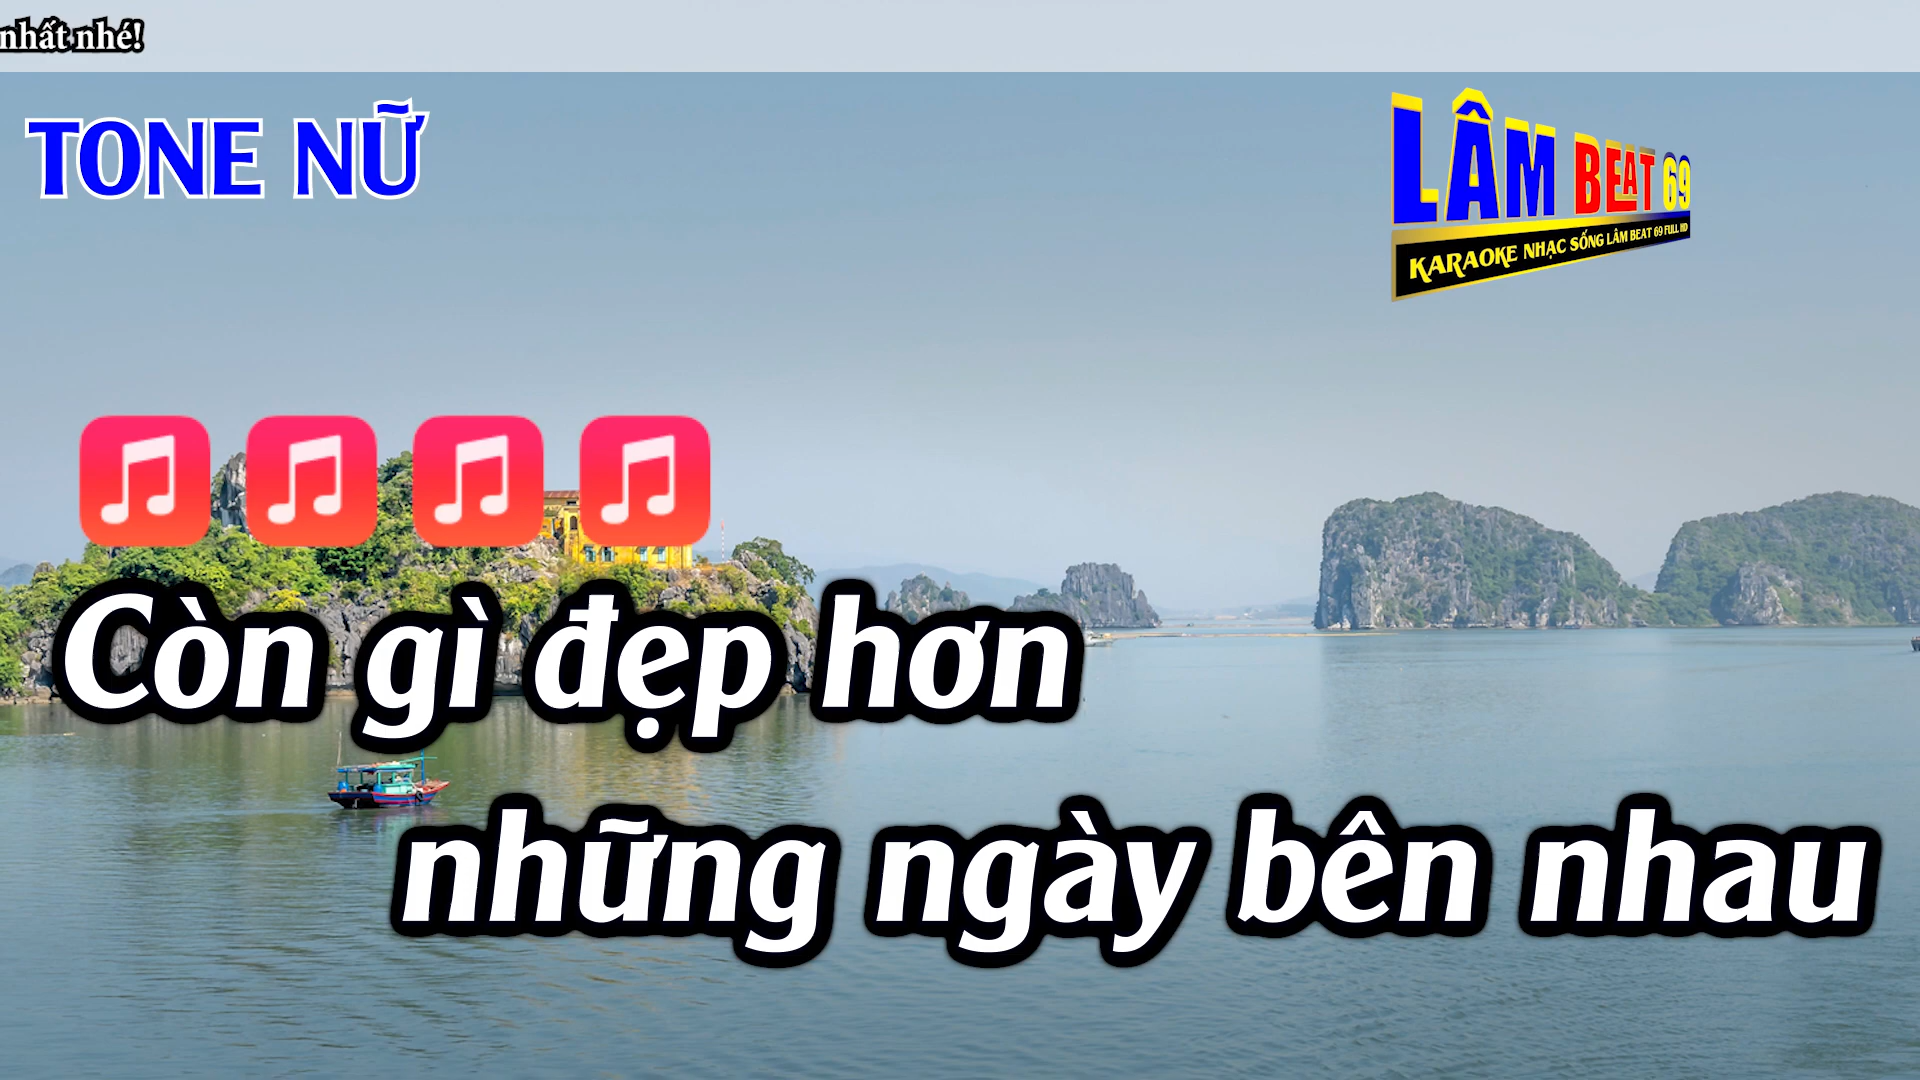 nhất nhé!
TONE NỮ
LÂM BEAT 69
KARAOKE NHẠC SỐNG LÂM BEAT 69 FULL HD
Còn gì đẹp hơn
những ngày bên nhau